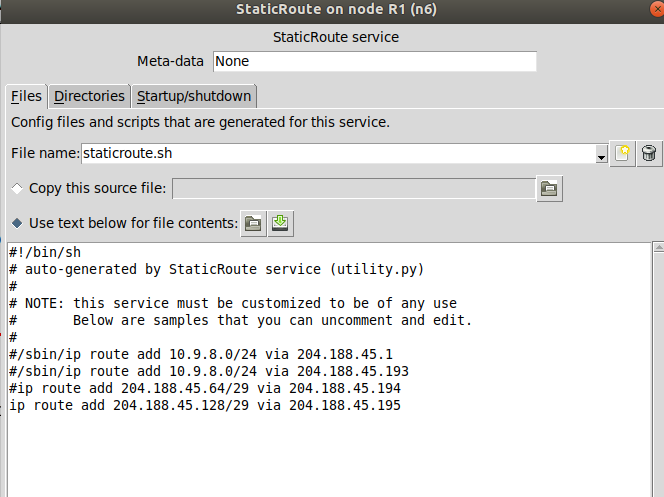 StaticRoute on node R1 (n6)
StaticRoute service
Meta-data None
Files Directories Startup/shutdown
Config files and scripts that are generated for this service.
File name: staticroute.sh
Copy this source file:
Use text below for file contents:
#!/bin/sh
# auto-generated by StaticRoute service (utility.py)
#
# NOTE: this service must be customized to be of any use
#       Below are samples that you can uncomment and edit.
#
#/sbin/ip route add 10.9.8.0/24 via 204.188.45.1
#/sbin/ip route add 10.9.8.0/24 via 204.188.45.193
#ip route add 204.188.45.64/29 via 204.188.45.194
ip route add 204.188.45.128/29 via 204.188.45.195